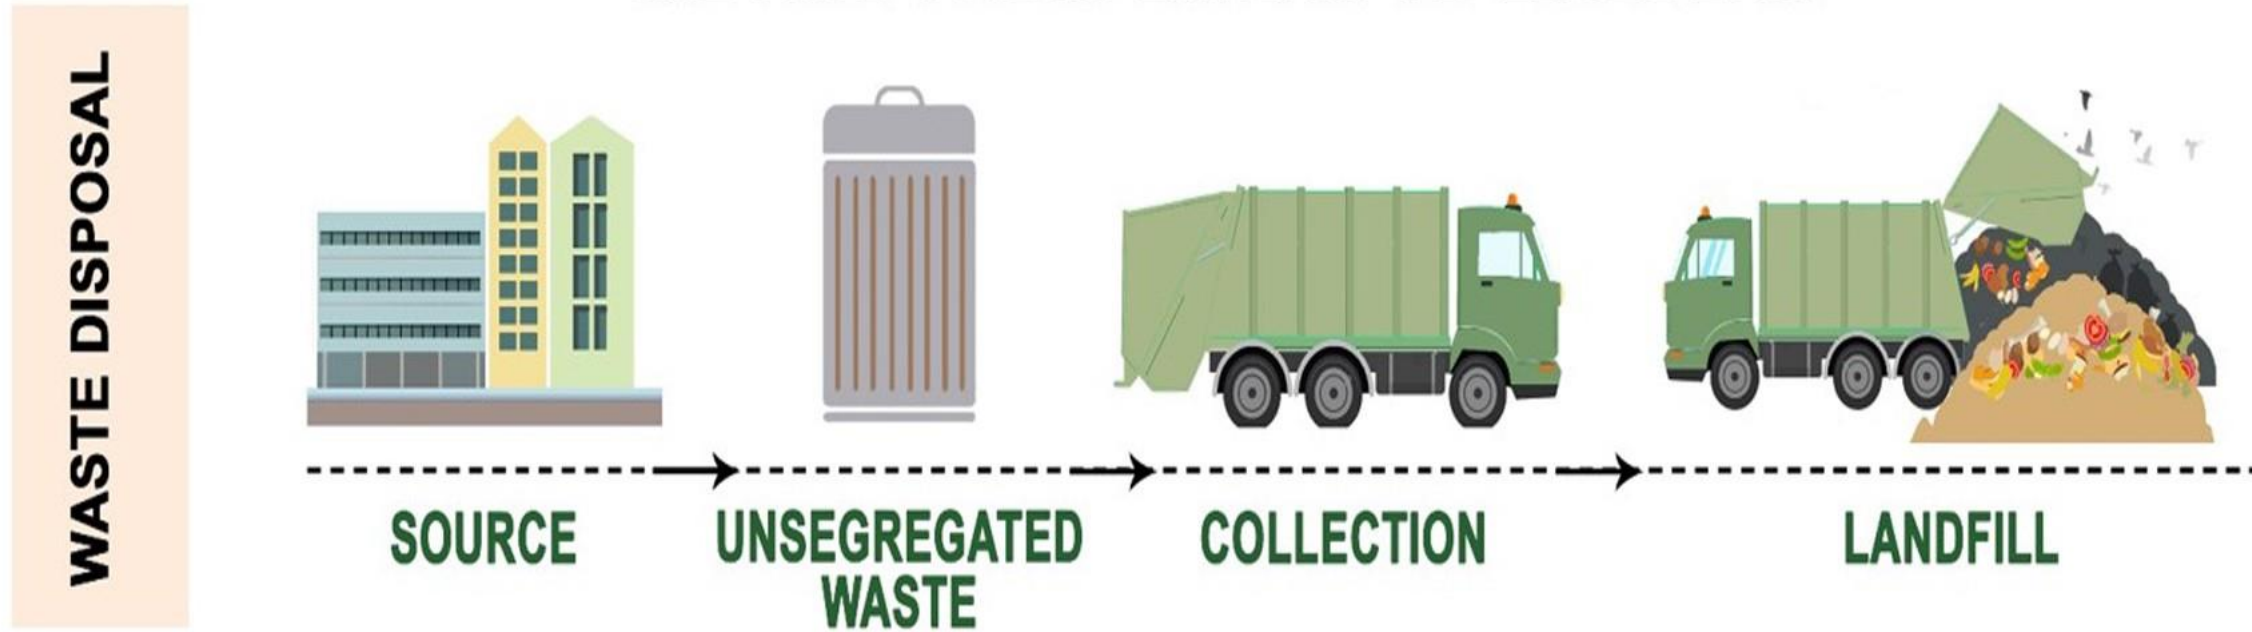 WASTE DISPOSAL
SOURCE
UNSEGREGATED
WASTE
COLLECTION
LANDFILL